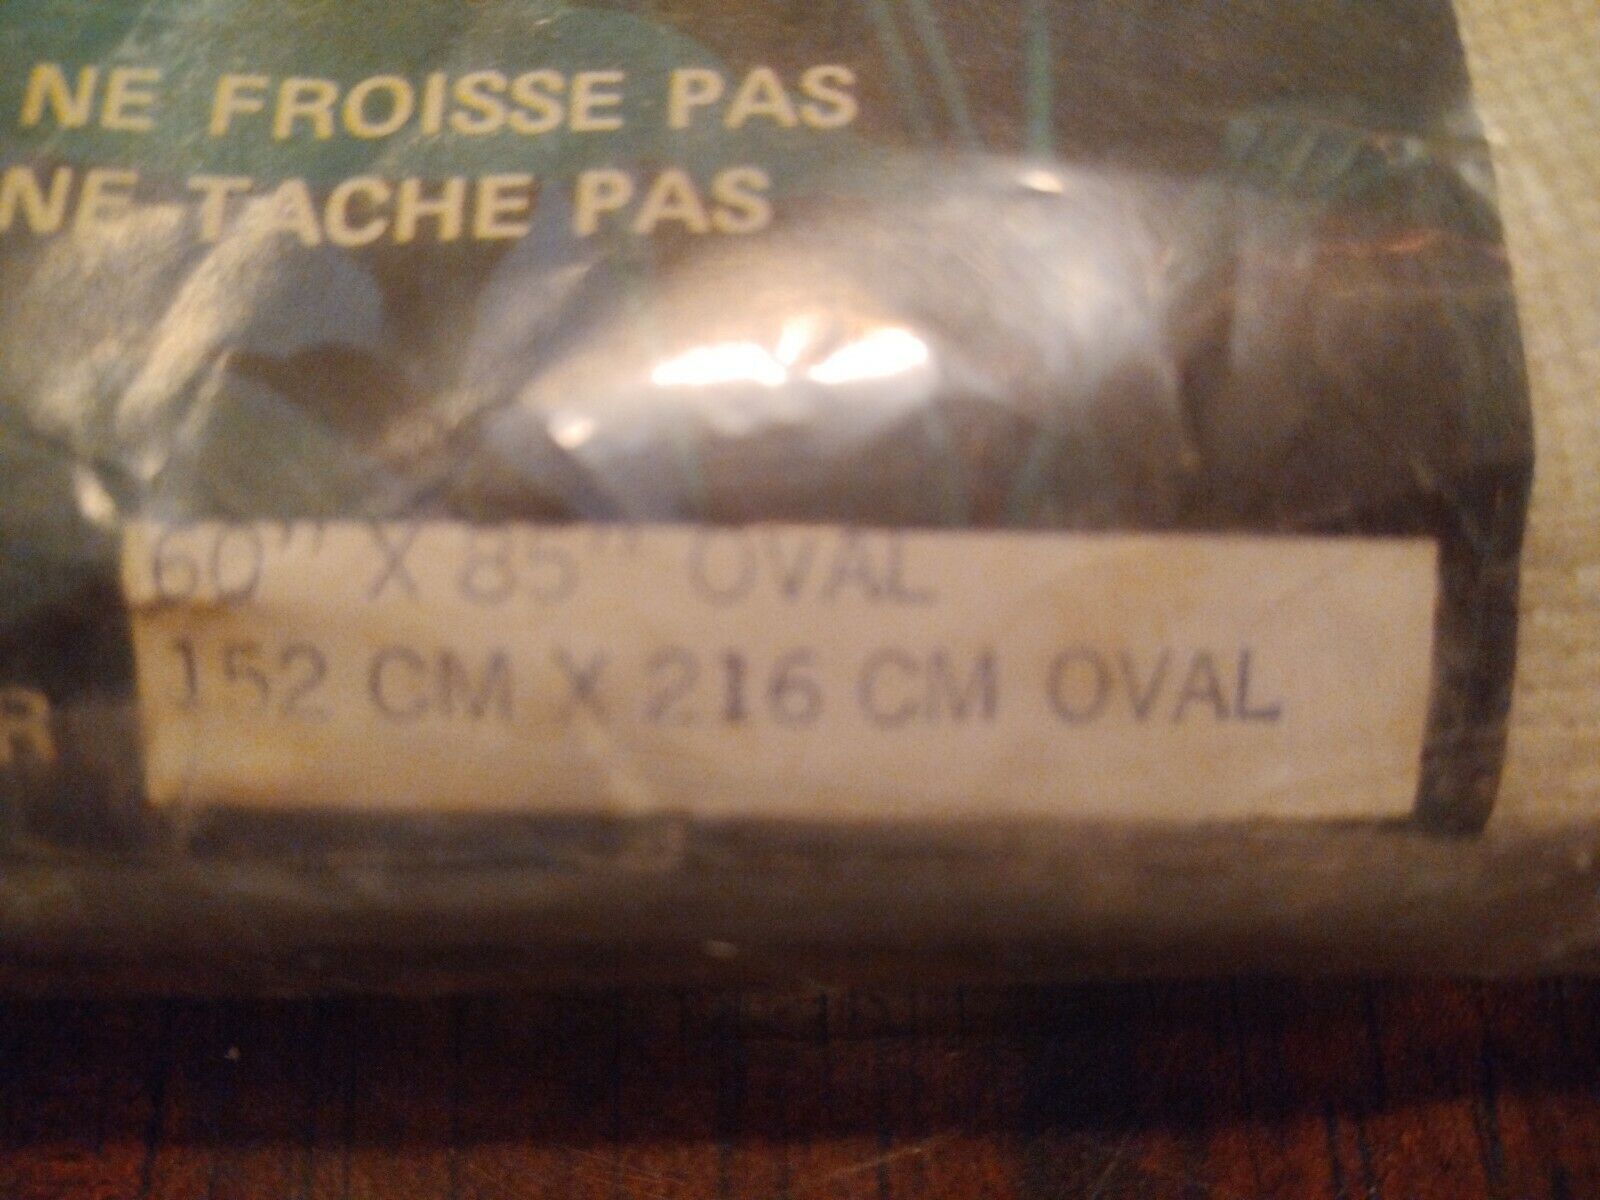 NE FROISSE PAS
NE TACHE PAS
60" X 85" OVAL
152 CM X 216 CM OVAL
R